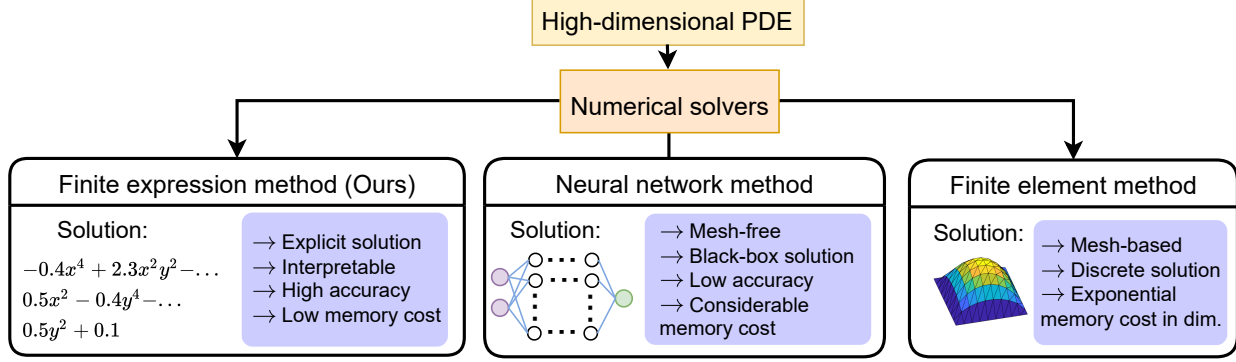 High-dimensional PDE
Numerical solvers
Finite expression method (Ours)
Solution:
−0.4x⁴ + 2.3x²y² −...
0.5x² − 0.4y⁴ −...
0.5y² + 0.1
→ Explicit solution
→ Interpretable
→ High accuracy
→ Low memory cost
Neural network method
Solution:
→ Mesh-free
→ Black-box solution
→ Low accuracy
→ Considerable
memory cost
Finite element method
Solution:
→ Mesh-based
→ Discrete solution
→ Exponential
memory cost in dim.